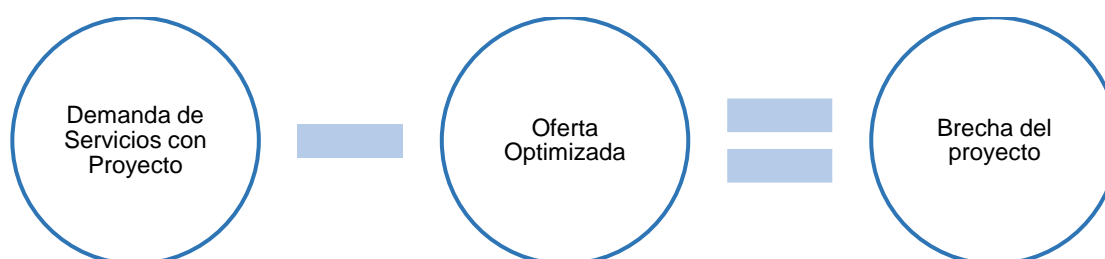 Demanda de
Servicios con
Proyecto
Oferta
Optimizada
Brecha del
proyecto